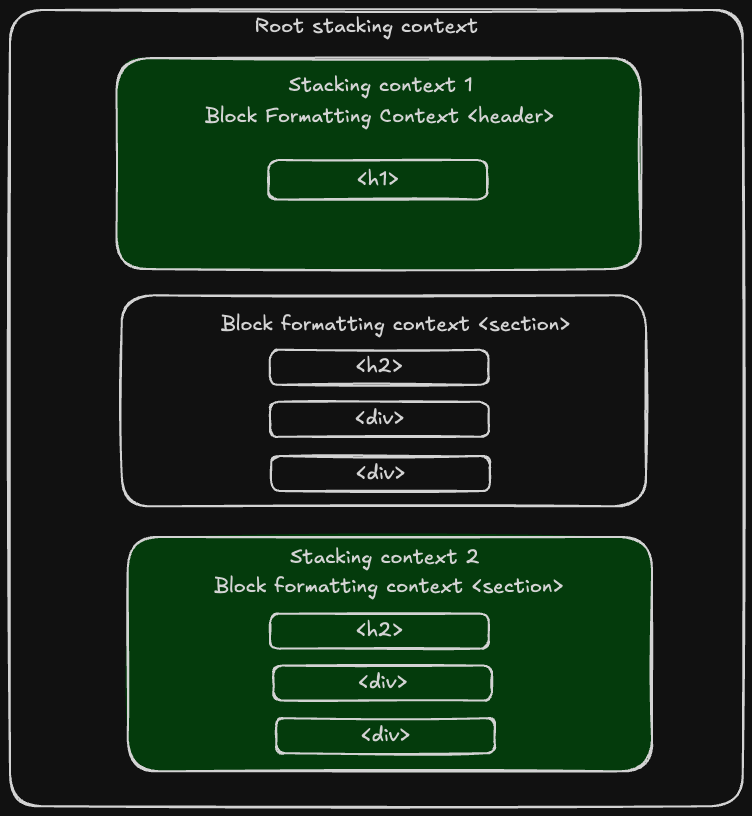 Root stacking context
Stacking context 1
Block Formatting Context <header>
<h1>
Block formatting context <section>
<h2>
<div>
<div>
Stacking context 2
Block formatting context <section>
<h2>
<div>
<div>